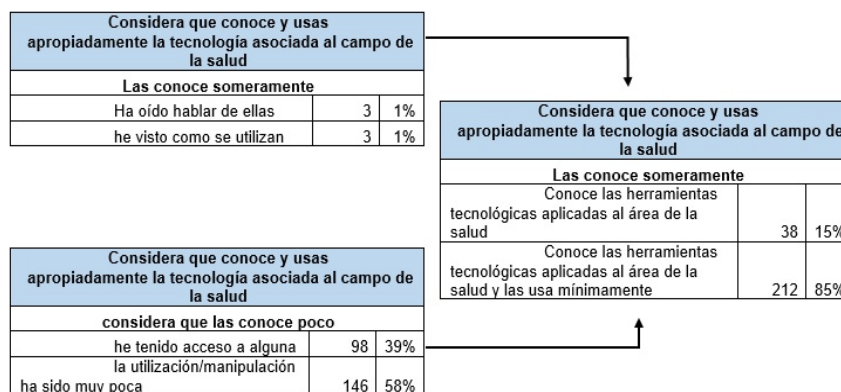 Considera que conoce y usas
apropiadamente la tecnología asociada al campo de
la salud
Las conoce someramente
Ha oído hablar de ellas 3 1%
he visto como se utilizan 3 1%
Considera que conoce y usas
apropiadamente la tecnología asociada al campo de
la salud
considera que las conoce poco
he tenido acceso a alguna 98 39%
la utilización/manipulación
ha sido muy poca 146 58%
Considera que conoce y usas
apropiadamente la tecnología asociada al campo de
la salud
Las conoce someramente
Conoce las herramientas
tecnológicas aplicadas al área de la
salud 38 15%
Conoce las herramientas
tecnológicas aplicadas al área de la
salud y las usa mínimamente 212 85%